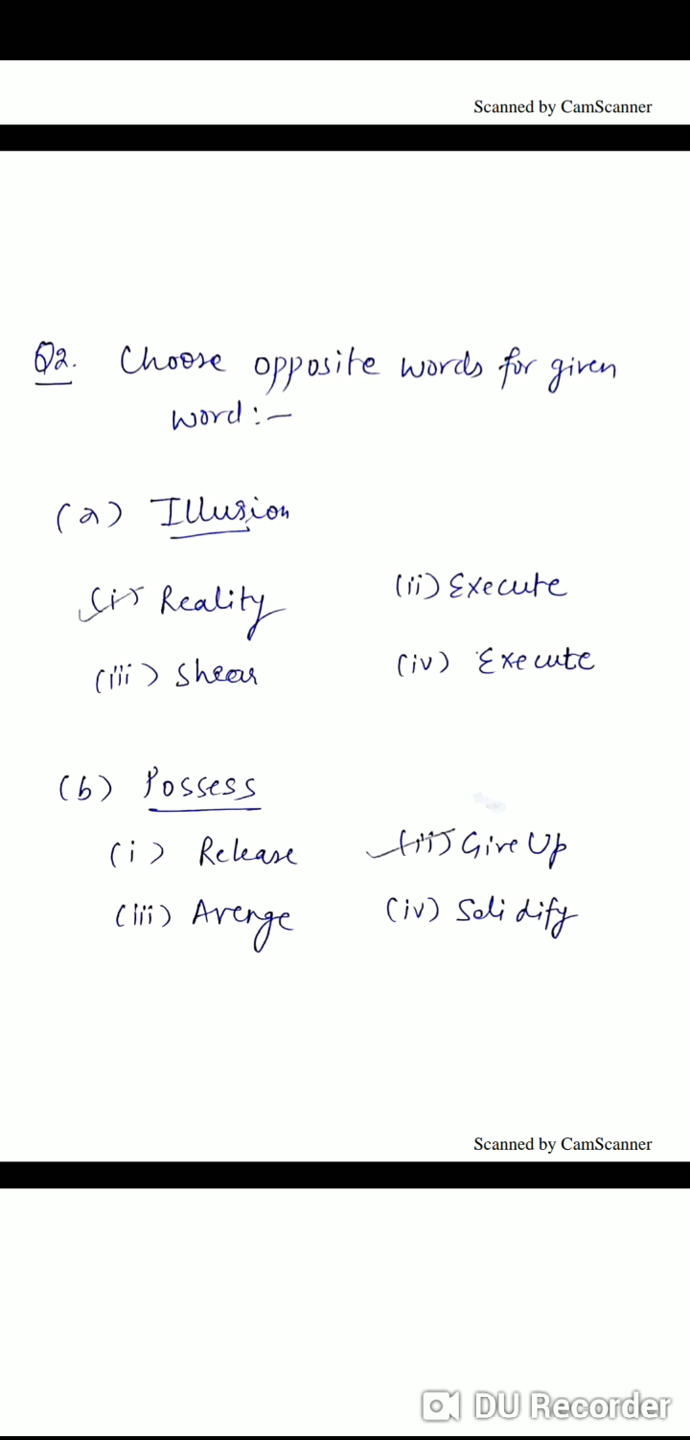 Scanned by CamScanner
Q2. Choose opposite words for given
word :-
(a) Illusion
(i) Reality (ii) Execute
(iii) Shear (iv) Execute
(b) Possess
(i) Release (ii) Give Up
(iii) Avenge (iv) Solidify
Scanned by CamScanner
DU Recorder